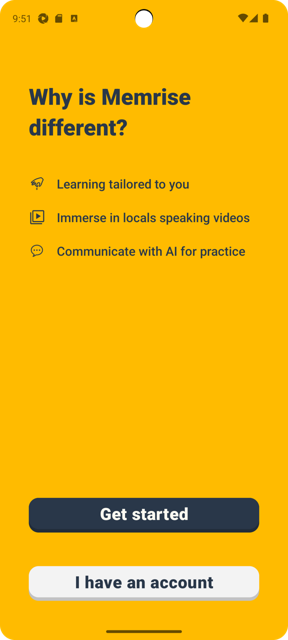 9:51
Why is Memrise
different?
Learning tailored to you
Immerse in locals speaking videos
Communicate with AI for practice
Get started
I have an account